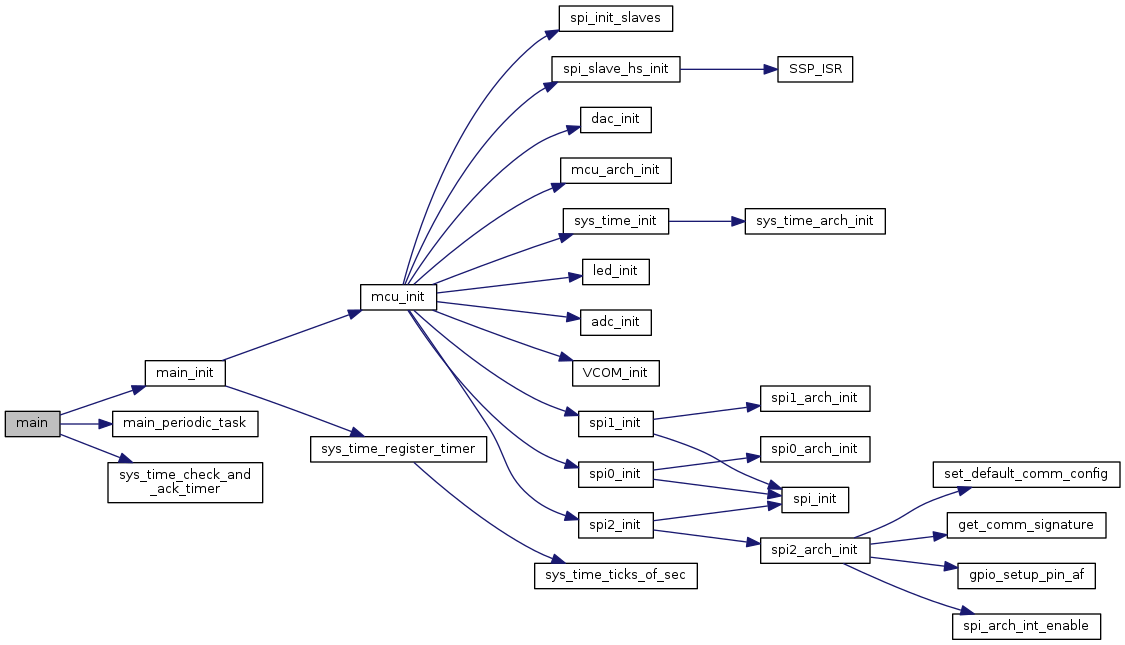 spi_init_slaves
spi_slave_hs_init
SSP_ISR
dac_init
mcu_arch_init
sys_time_init
sys_time_arch_init
led_init
mcu_init
adc_init
VCOM_init
main_init
spi1_arch_init
main
main_periodic_task
spi1_init
sys_time_register_timer
spi0_arch_init
sys_time_check_and
_ack_timer
spi0_init
set_default_comm_config
spi_init
spi2_init
get_comm_signature
spi2_arch_init
sys_time_ticks_of_sec
gpio_setup_pin_af
spi_arch_int_enable